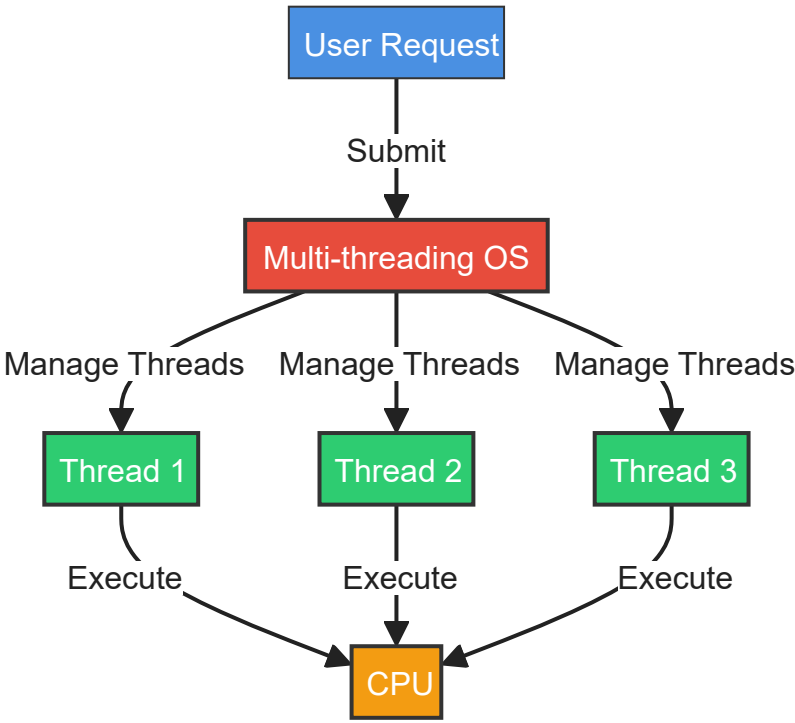 User Request
Submit
Multi-threading OS
Manage Threads
Manage Threads
Manage Threads
Thread 1
Thread 2
Thread 3
Execute
Execute
Execute
CPU